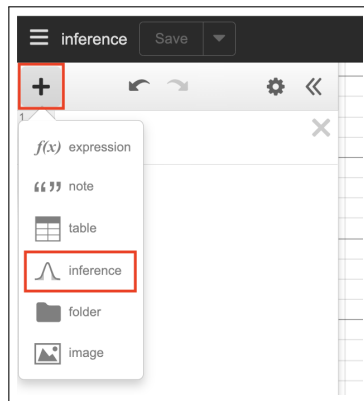 inference Save
1
f(x) expression
note
table
inference
folder
image